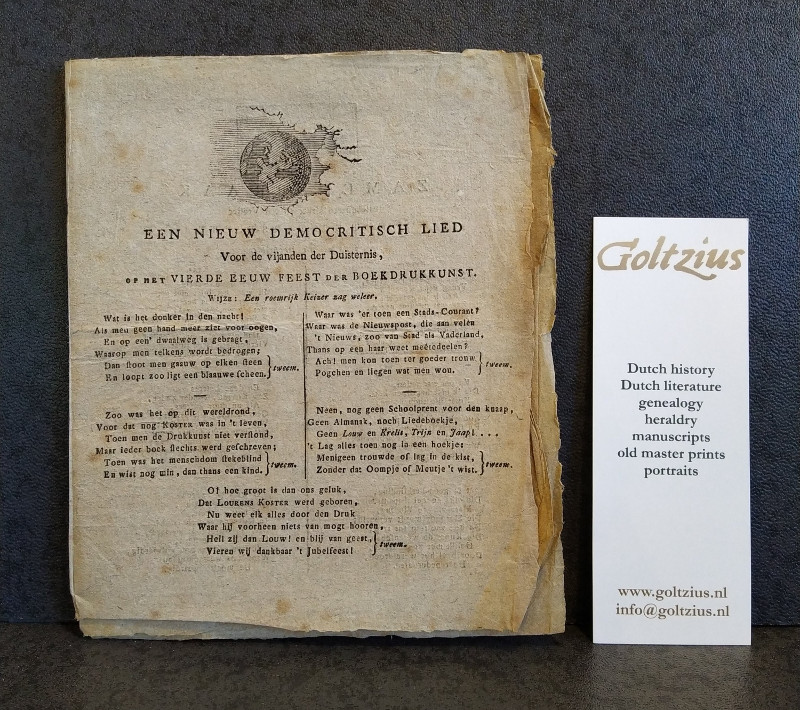 EEN NIEUW DEMOCRITISCH LIED
Voor de vijanden der Duisternis,
OP HET VIERDE EEUW FEEST DER BOEKDRUKKUNST.
WIJZE: Een roemrijk Keizer zag weleer.
Wat is het donker in den nacht!
Als men geen hand meer ziet voor oogen,
En op een' dwaalweg is gebragt,
Waarop men telkens wordt bedrogen;
Dan stoot men gaauw op elken steen
En loopt zoo ligt een blaauwe scheen.
} tweem.
Zoo was het op dit wereldrond,
Voor dat nog KOSTER was in 't leven,
Toen men de Drukkunst niet verstond,
Maar ieder boek slechts werd geschreven;
Toen was het menschdom stekeblind
En wist nog min, dan thans een kind.
} tweem.
Waar was 'er toen een Stads-Courant?
Waar was de Nieuwspost, die aan velen
't Nieuws, zoo van Stad als Vaderland,
Thans op een haar weet meêtedeelen?
Ach! men kon toen ter goeder trouw
Pogchen en liegen wat men wou.
} tweem.
Neen, nog geen Schoolprent voor den knaap,
Geen Almanak, noch Liedeboekje,
Geen Louw en Krelis, Trijn en Jaap! . . .
't Lag alles toen nog in een hoekje:
Menigeen trouwde of leg in de kist,
Zonder dat Oompje of Meutje 't wist.
} tweem.
O! hoe groot is dan ons geluk,
Dat LOURENS KOSTER werd geboren,
Nu weet elk alles door den Druk
Waar hij voorheen niets van mogt hooren,
Heil zij dan Louw! en blij van geest,
Vieren wij dankbaar 't Jubelfeest!
} tweem.
Goltzius
Dutch history
Dutch literature
genealogy
heraldry
manuscripts
old master prints
portraits
www.goltzius.nl
info@goltzius.nl